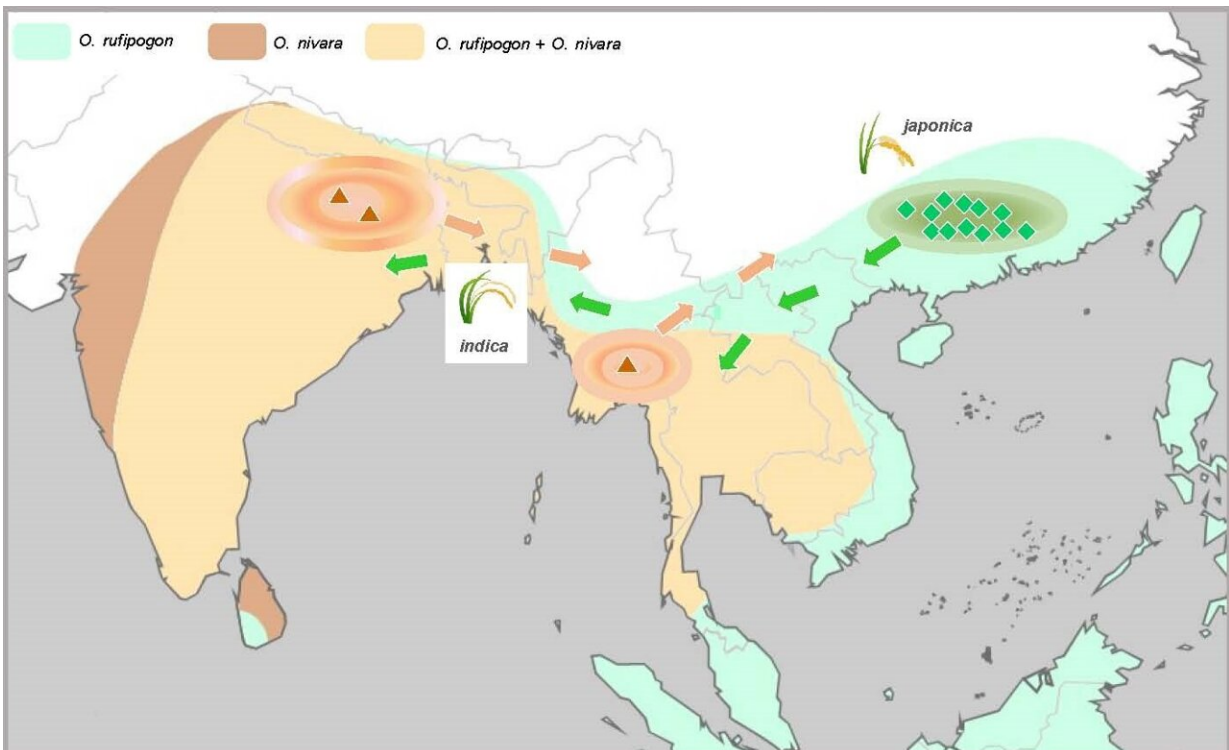 O. rufipogon
O. nivara
O. rufipogon + O. nivara
japonica
indica